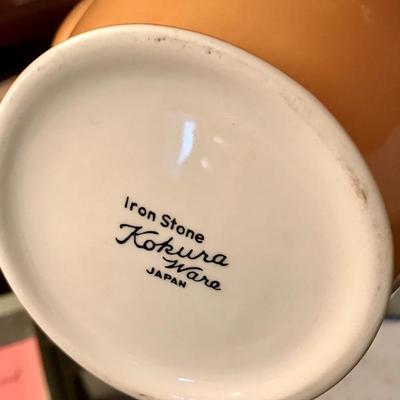 Iron Stone
Kokura
Ware
JAPAN